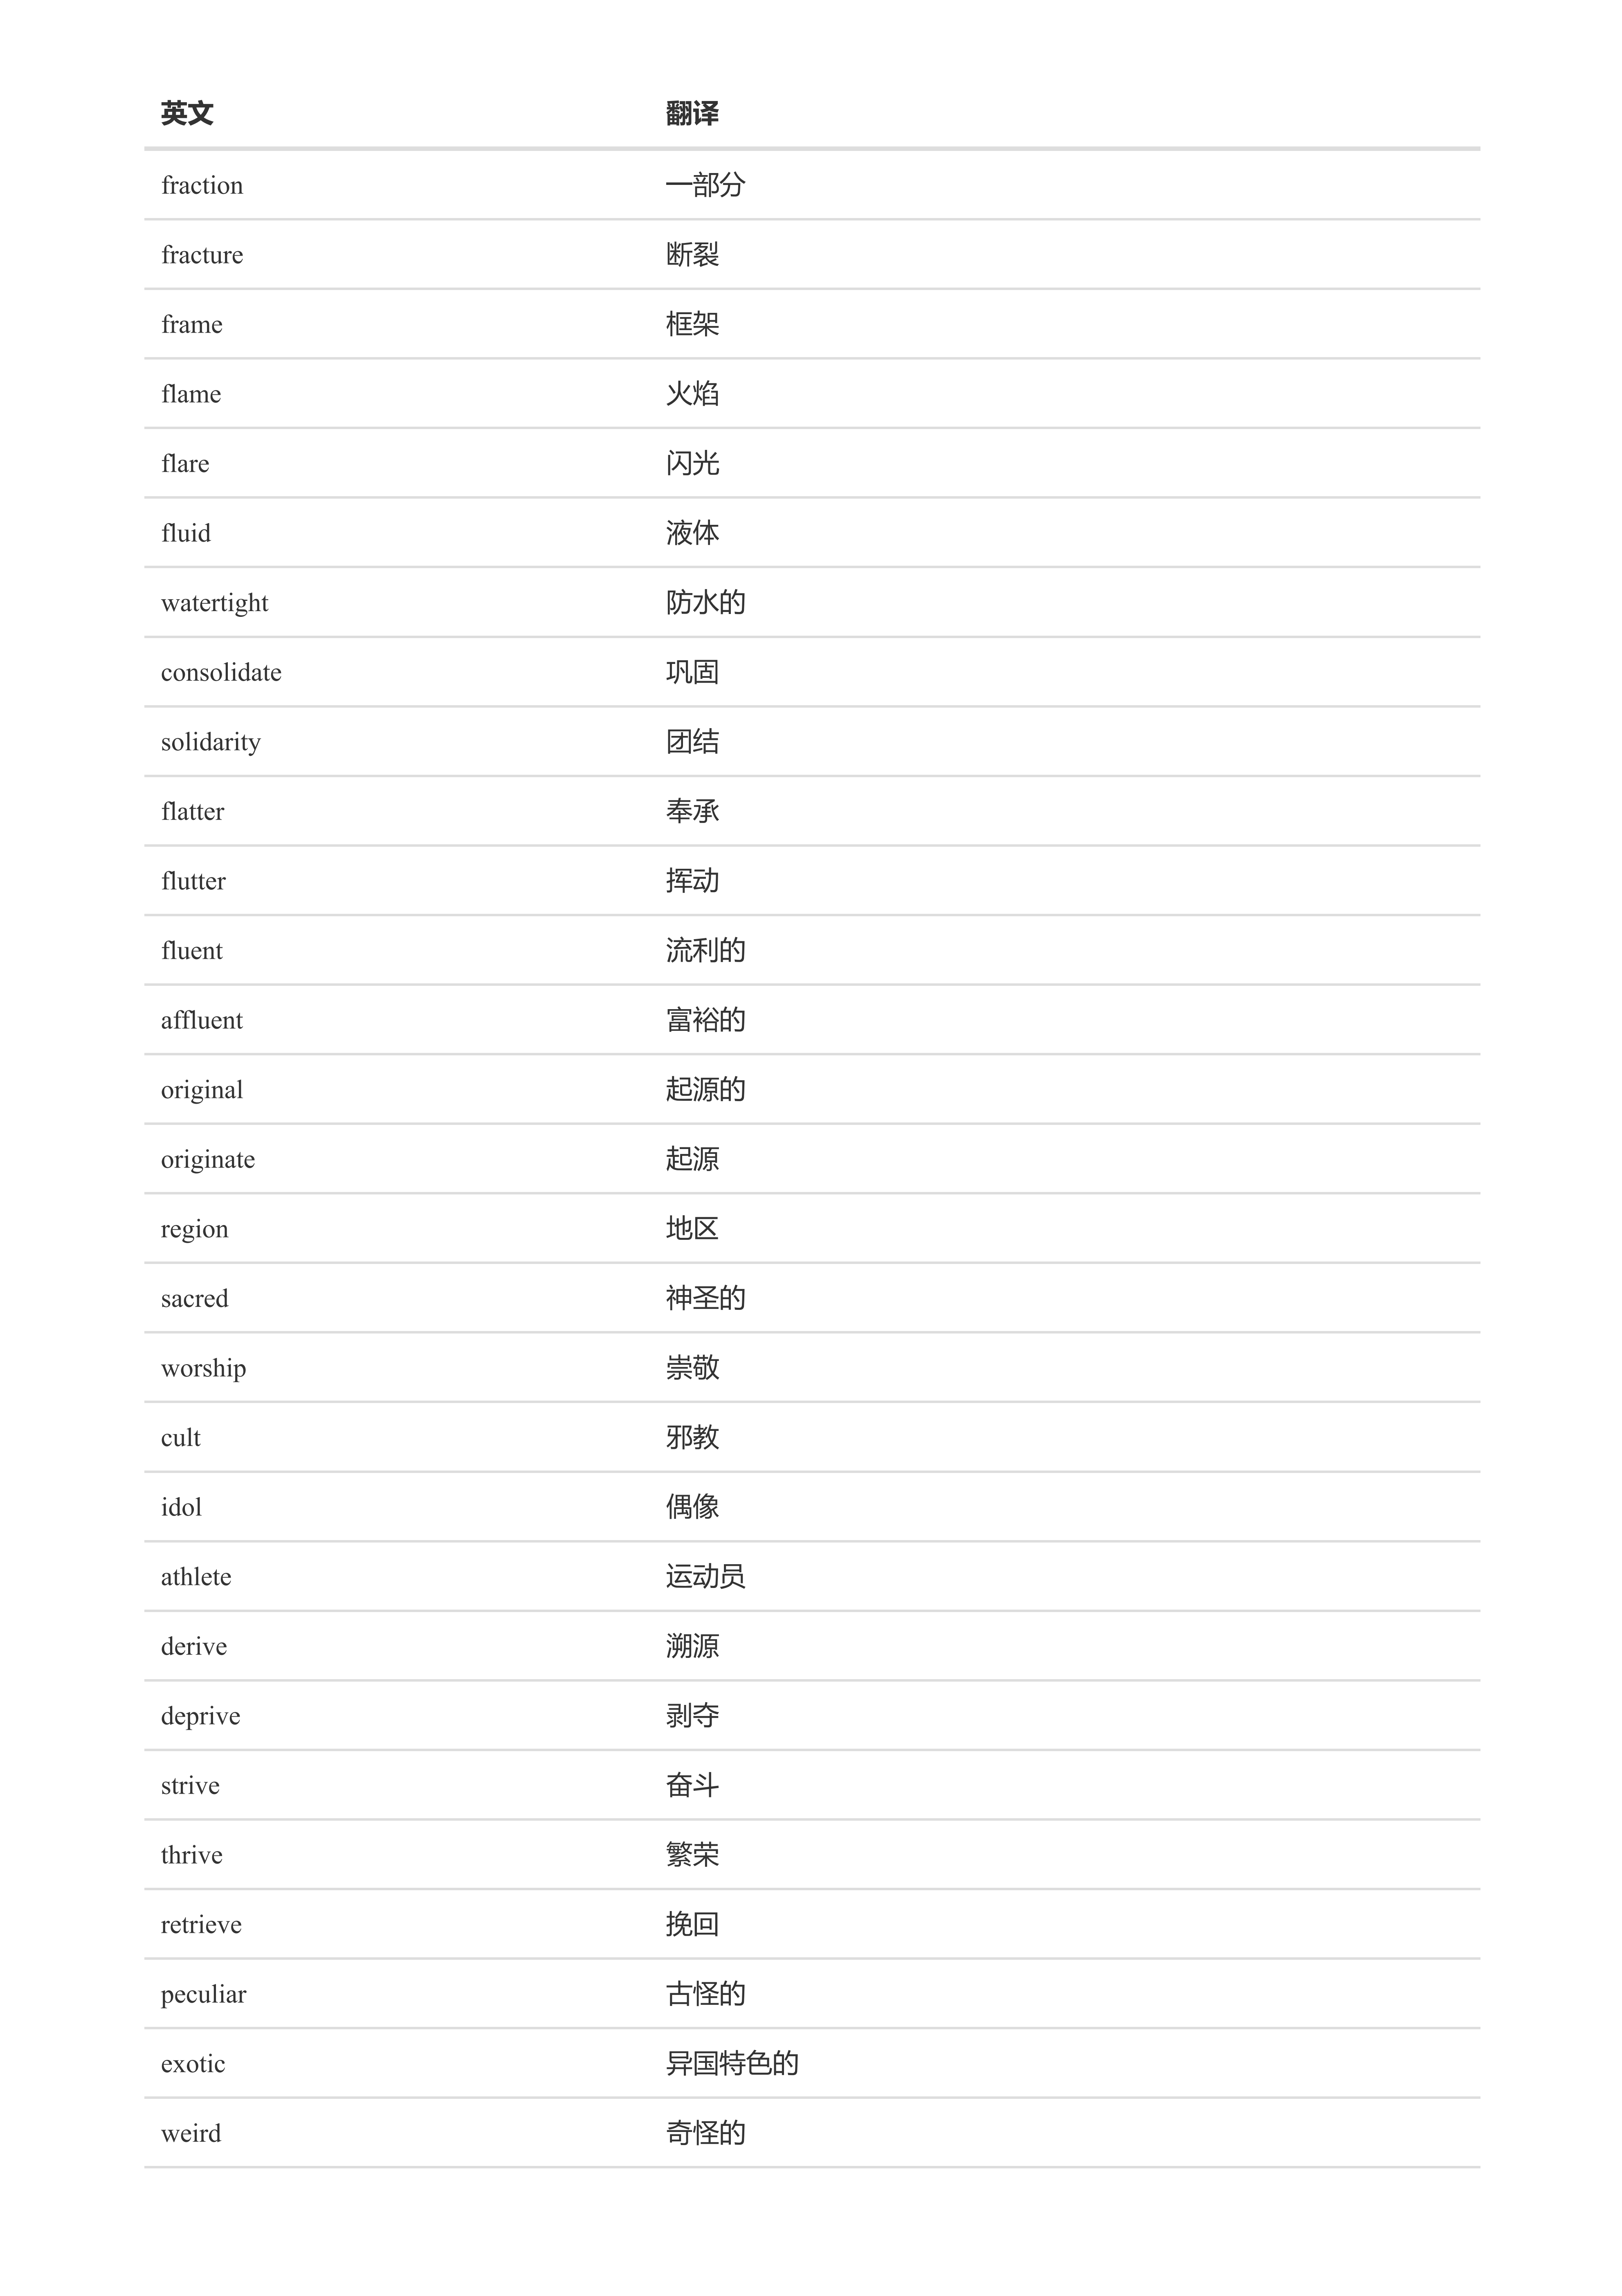 英文 翻译
fraction 一部分
fracture 断裂
frame 框架
flame 火焰
flare 闪光
fluid 液体
watertight 防水的
consolidate 巩固
solidarity 团结
flatter 奉承
flutter 挥动
fluent 流利的
affluent 富裕的
original 起源的
originate 起源
region 地区
sacred 神圣的
worship 崇敬
cult 邪教
idol 偶像
athlete 运动员
derive 溯源
deprive 剥夺
strive 奋斗
thrive 繁荣
retrieve 挽回
peculiar 古怪的
exotic 异国特色的
weird 奇怪的